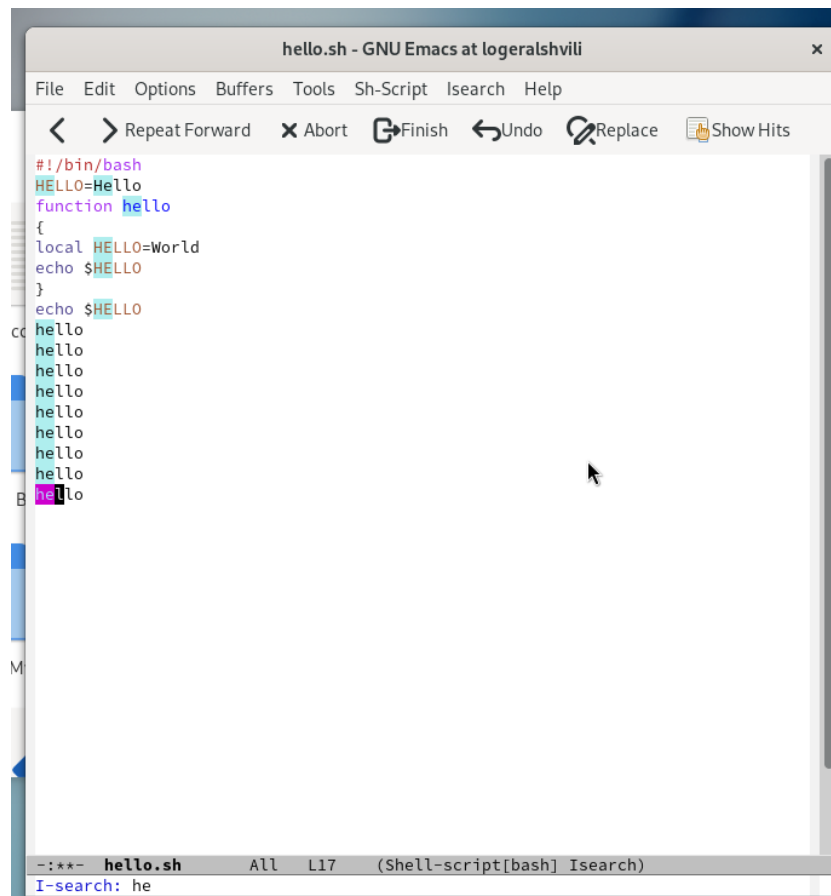 hello.sh - GNU Emacs at logeralshvili ×
File Edit Options Buffers Tools Sh-Script Isearch Help
Repeat Forward Abort Finish Undo Replace Show Hits
#!/bin/bash
HELLO=Hello
function hello
{
local HELLO=World
echo $HELLO
}
echo $HELLO
hello
hello
hello
hello
hello
hello
hello
hello
hello
-:**- hello.sh All L17 (Shell-script[bash] Isearch)
I-search: he